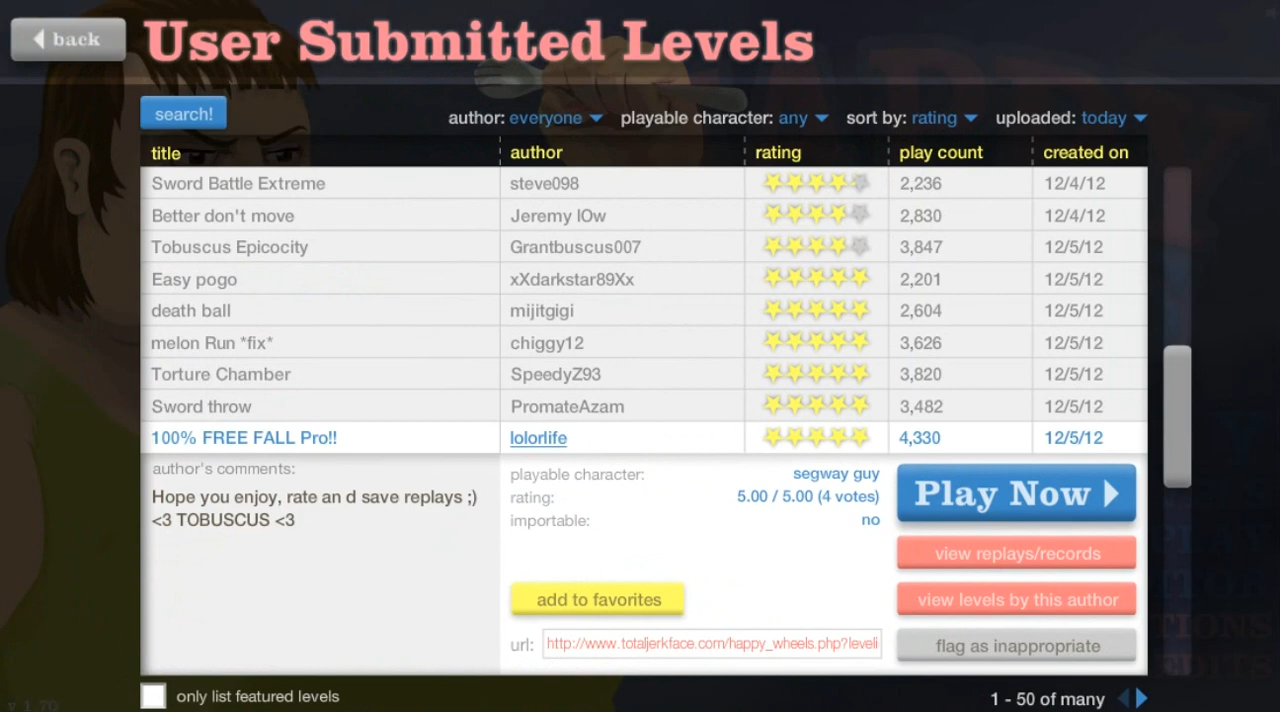 back
User Submitted Levels
search!
author: everyone playable character: any sort by: rating uploaded: today
title author rating play count created on
Sword Battle Extreme steve098 2,236 12/4/12
Better don't move Jeremy lOw 2,830 12/4/12
Tobuscus Epicocity Grantbuscus007 3,847 12/5/12
Easy pogo xXdarkstar89Xx 2,201 12/5/12
death ball mijitgigi 2,604 12/5/12
melon Run *fix* chiggy12 3,626 12/5/12
Torture Chamber SpeedyZ93 3,820 12/5/12
Sword throw PromateAzam 3,482 12/5/12
100% FREE FALL Pro!! lolorlife 4,330 12/5/12
author's comments:
Hope you enjoy, rate an d save replays ;)
<3 TOBUSCUS <3
playable character: segway guy
rating: 5.00 / 5.00 (4 votes)
importable: no
Play Now
view replays/records
add to favorites
view levels by this author
url: http://www.totaljerkface.com/happy_wheels.php?leveli
flag as inappropriate
only list featured levels
1 - 50 of many